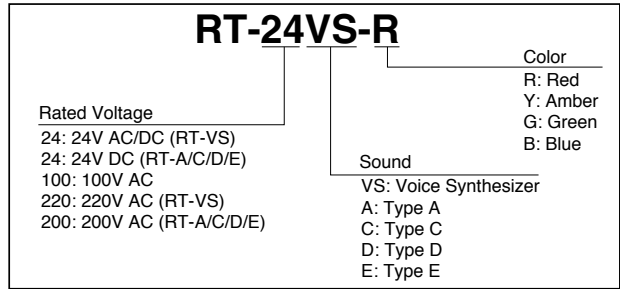 RT-24VS-R
Color
R: Red
Y: Amber
G: Green
B: Blue
Rated Voltage
24: 24V AC/DC (RT-VS)
24: 24V DC (RT-A/C/D/E)
100: 100V AC
220: 220V AC (RT-VS)
200: 200V AC (RT-A/C/D/E)
Sound
VS: Voice Synthesizer
A: Type A
C: Type C
D: Type D
E: Type E